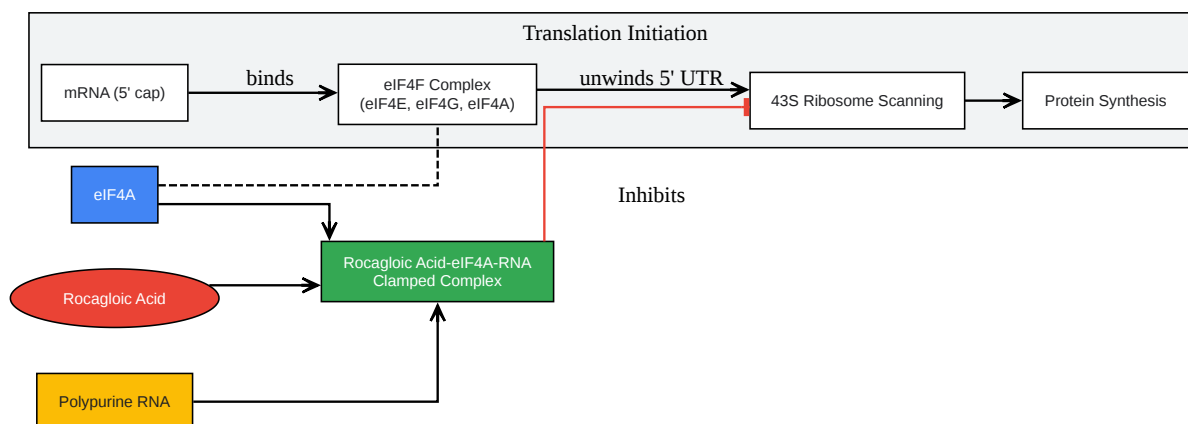 Translation Initiation
mRNA (5' cap)
binds
eIF4F Complex
(eIF4E, eIF4G, eIF4A)
unwinds 5' UTR
43S Ribosome Scanning
Protein Synthesis
eIF4A
Inhibits
Rocagloic Acid-eIF4A-RNA
Clamped Complex
Rocagloic Acid
Polypurine RNA